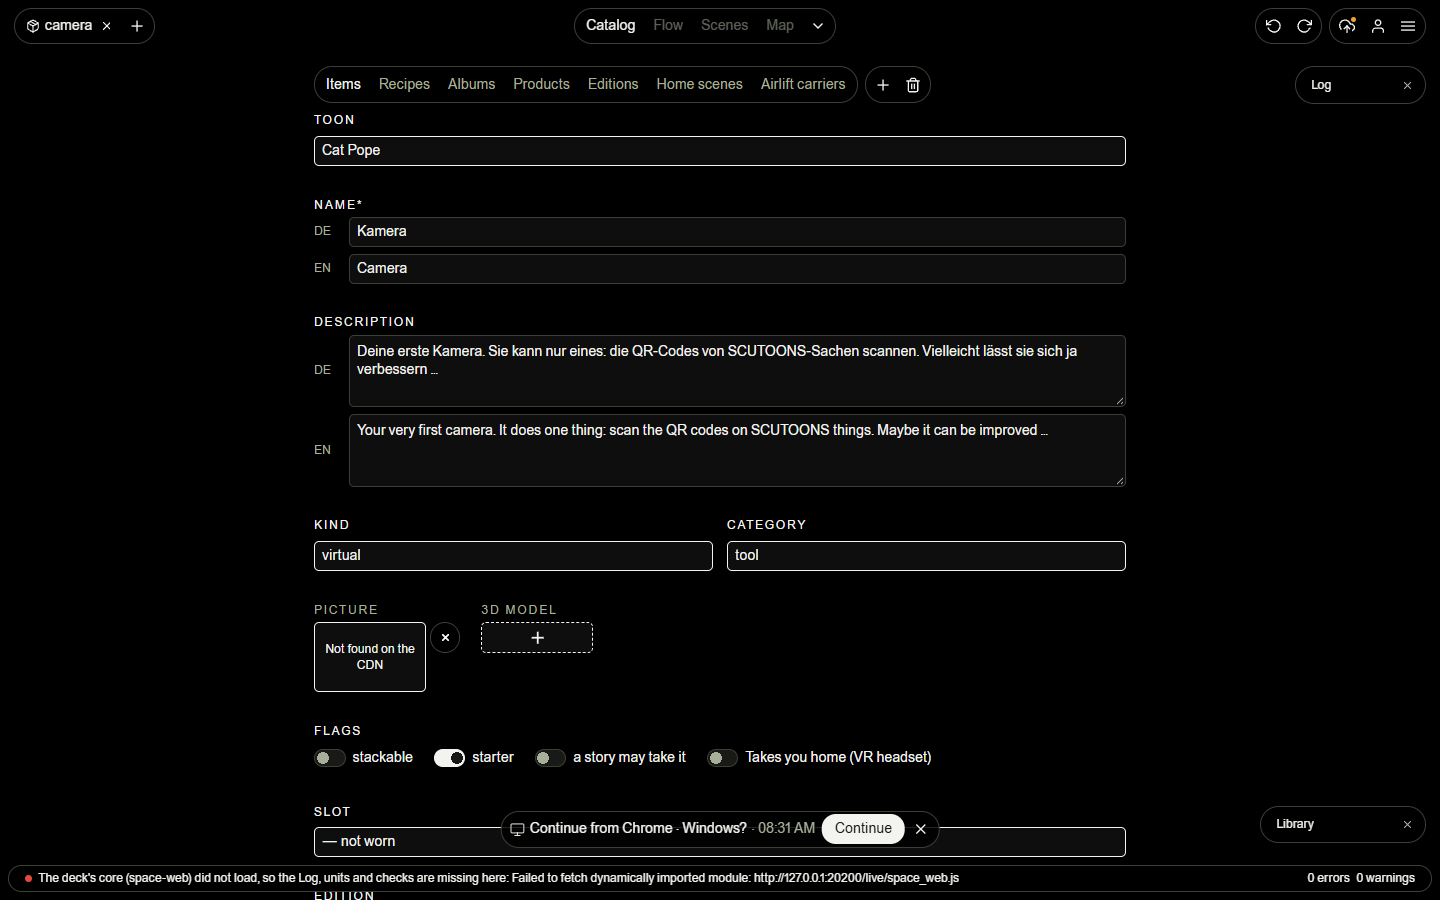 camera
Catalog Flow Scenes Map
Items Recipes Albums Products Editions Home scenes Airlift carriers
Log
TOON
Cat Pope
NAME*
DE Kamera
EN Camera
DESCRIPTION
DE Deine erste Kamera. Sie kann nur eines: die QR-Codes von SCUTOONS-Sachen scannen. Vielleicht lässt sie sich ja
verbessern ...
EN Your very first camera. It does one thing: scan the QR codes on SCUTOONS things. Maybe it can be improved ...
KIND CATEGORY
virtual tool
PICTURE 3D MODEL
Not found on the
CDN
FLAGS
stackable starter a story may take it Takes you home (VR headset)
SLOT
— not worn
Continue from Chrome · Windows? · 08:31 AM Continue
Library
The deck's core (space-web) did not load, so the Log, units and checks are missing here: Failed to fetch dynamically imported module: http://127.0.0.1:20200/live/space_web.js 0 errors 0 warnings
EDITION